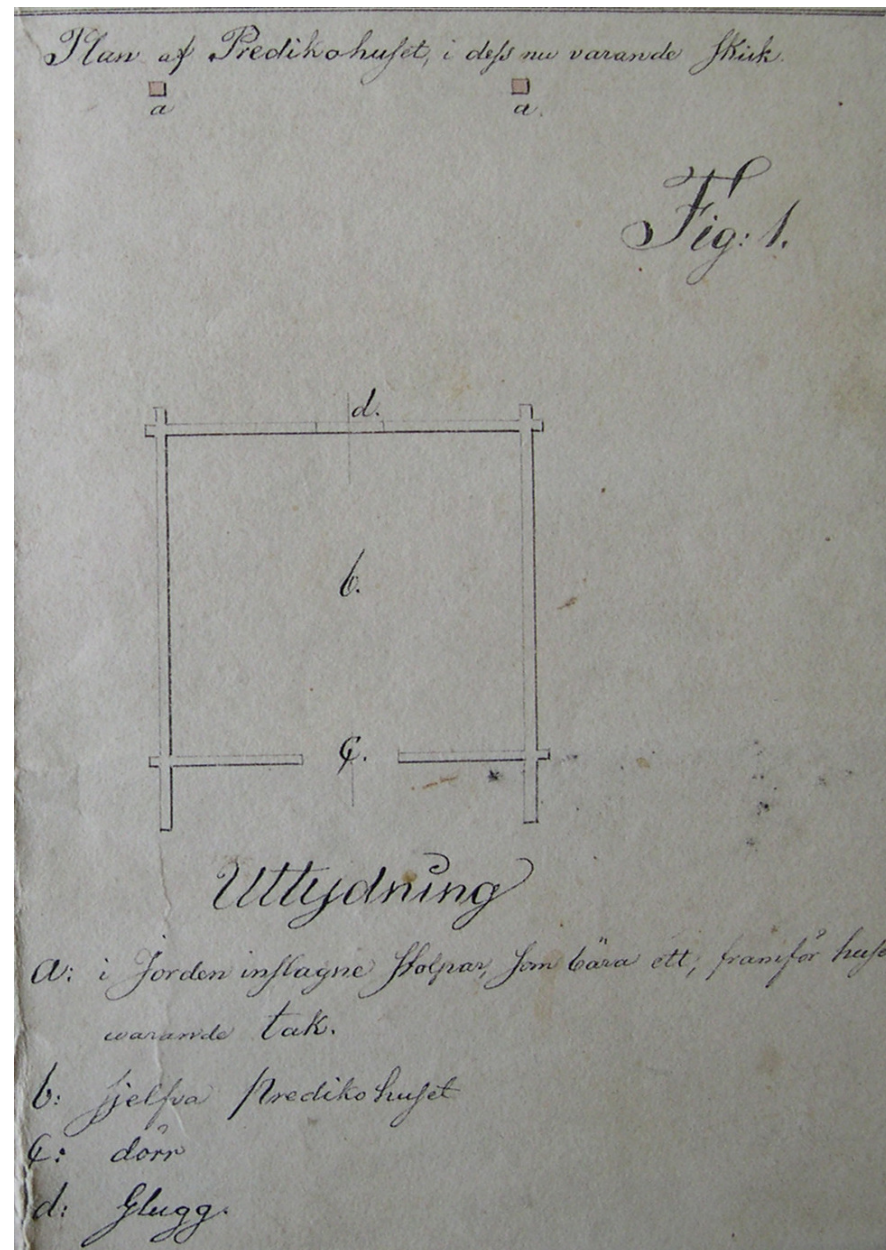 Plan af Predikohuset, i dess nu varande skick.
a a.
Fig: 1.
d.
b.
c.
Uttydning
a: i Jorden inslagne stolpar, som bära ett, framför huse
warande tak.
b: sjelfva Predikohuset
c: dörr
d: Glugg.